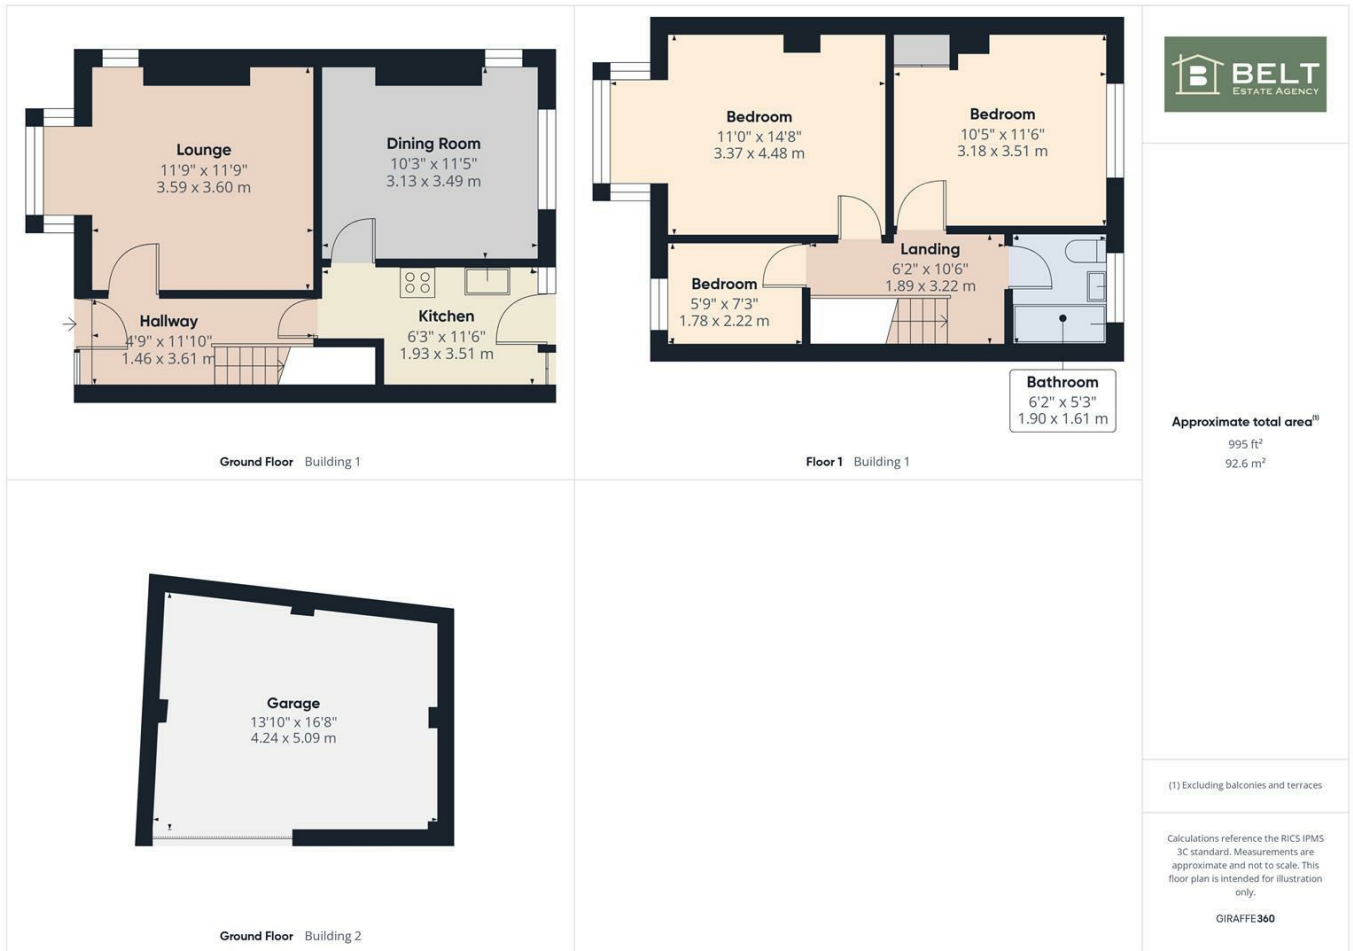 Lounge
11'9" x 11'9"
3.59 x 3.60 m
Dining Room
10'3" x 11'5"
3.13 x 3.49 m
Hallway
4'9" x 11'10"
1.46 x 3.61 m
Kitchen
6'3" x 11'6"
1.93 x 3.51 m
Ground Floor Building 1
Bedroom
11'0" x 14'8"
3.37 x 4.48 m
Bedroom
10'5" x 11'6"
3.18 x 3.51 m
Bedroom
5'9" x 7'3"
1.78 x 2.22 m
Landing
6'2" x 10'6"
1.89 x 3.22 m
Bathroom
6'2" x 5'3"
1.90 x 1.61 m
Floor 1 Building 1
Garage
13'10" x 16'8"
4.24 x 5.09 m
Ground Floor Building 2
B BELT
ESTATE AGENCY
Approximate total area⁽¹⁾
995 ft²
92.6 m²
(1) Excluding balconies and terraces
Calculations reference the RICS IPMS
3C standard. Measurements are
approximate and not to scale. This
floor plan is intended for illustration
only.
GIRAFFE360